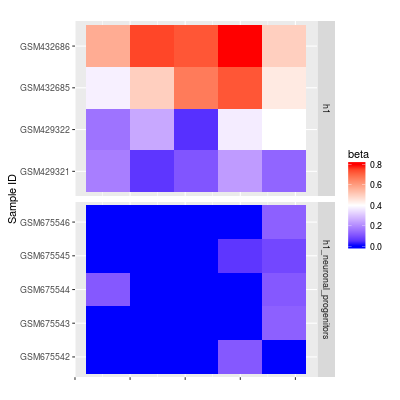 GSM432686
GSM432685
GSM429322
GSM429321
h1
Sample ID
GSM675546
GSM675545
GSM675544
GSM675543
GSM675542
h1_neuronal_progenitors
beta
0.8
0.6
0.4
0.2
0.0